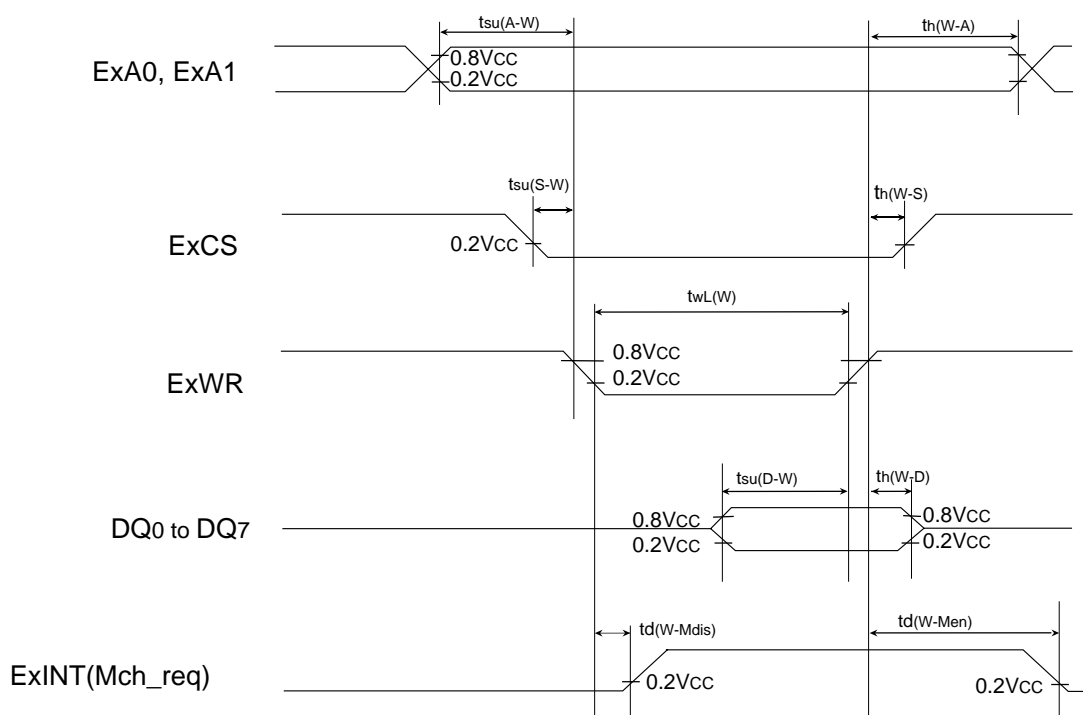 tsu(A-W)
th(W-A)
ExA0, ExA1
0.8VCC
0.2VCC
tsu(S-W)
th(W-S)
ExCS
0.2VCC
twL(W)
0.8VCC
0.2VCC
ExWR
tsu(D-W)
th(W-D)
DQ0 to DQ7
0.8VCC
0.8VCC
0.2VCC
0.2VCC
td(W-Mdis)
td(W-Men)
ExINT(Mch_req)
0.2VCC
0.2VCC